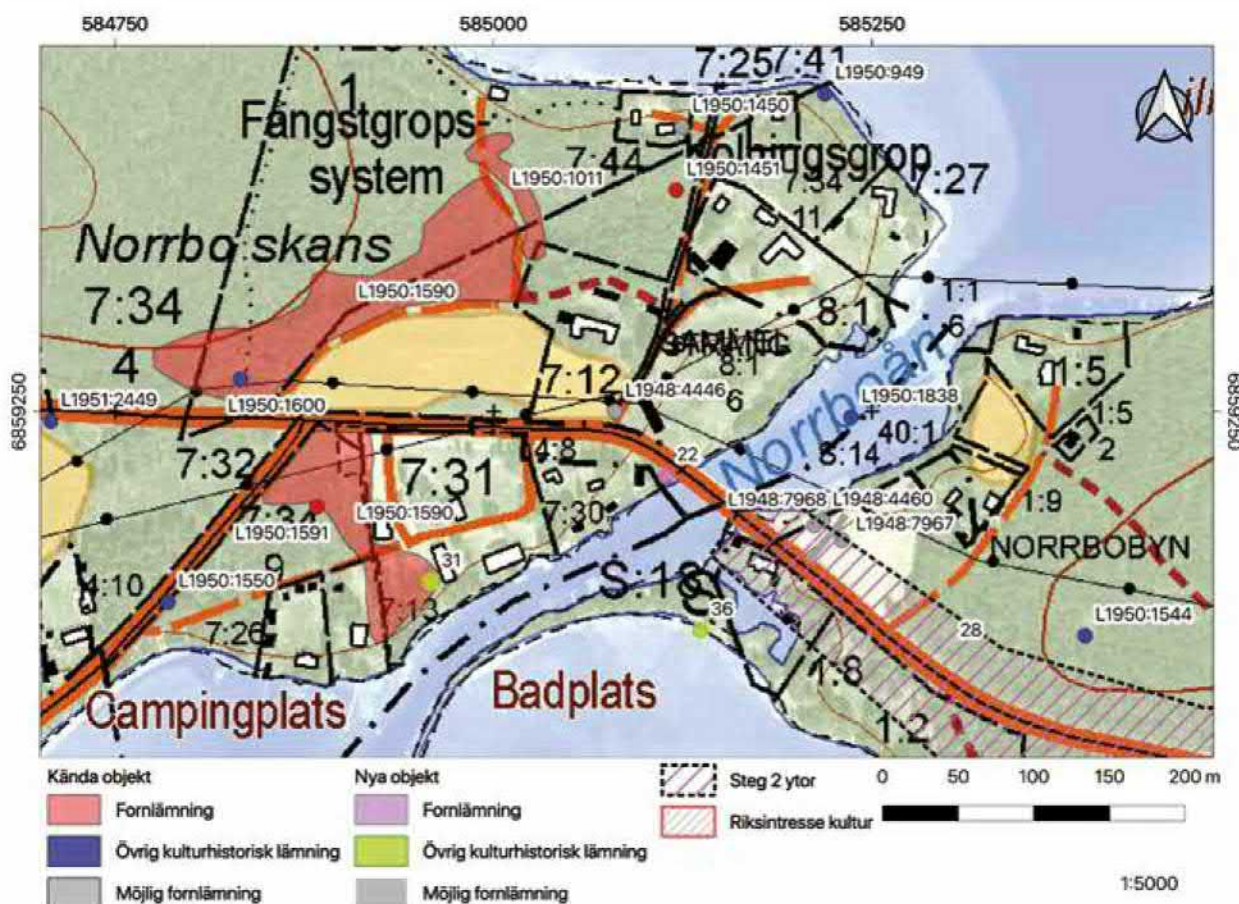 584750
585000
585250
7:25
7:41
L1950:949
1
L1950:1450
Fångstgrops-
system
7:44
L1950:1011
L1950:1451
7:34
7:27
11
Norrbo skans
7:34
4
L1950:1590
8:1
1:1
6
7:12
8:1
6
Norrboån
1:5
L1948:4446
L1951:2449
L1950:1600
L1950:1838
6859250
6859250
40:1
1:5
2
7:32
4:8
22
S:14
7:31
1:9
7:30
L1948:7968
L1948:4460
L1948:7967
L1950:1590
L1950:1591
NORRBOBYN
31
9
L1950:1550
4:10
S:13
7:13
36
L1950:1544
7:26
28
1:8
Campingplats
Badplats
1:2
Kända objekt
Fornlämning
Övrig kulturhistorisk lämning
Möjlig fornlämning
Nya objekt
Fornlämning
Övrig kulturhistorisk lämning
Möjlig fornlämning
Steg 2 ytor
Riksintresse kultur
0 50 100 150 200 m
1:5000